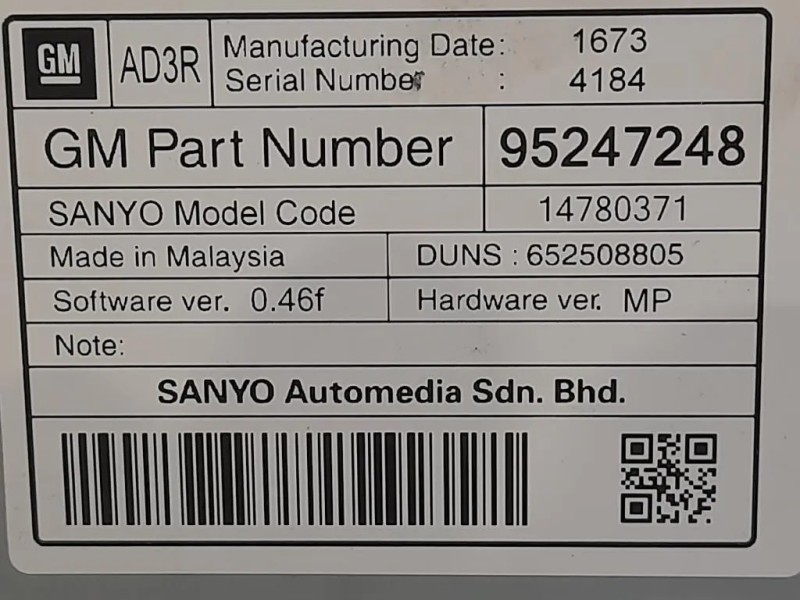 GM AD3R Manufacturing Date: 1673
Serial Number : 4184
GM Part Number 95247248
SANYO Model Code 14780371
Made in Malaysia DUNS : 652508805
Software ver. 0.46f Hardware ver. MP
Note:
SANYO Automedia Sdn. Bhd.